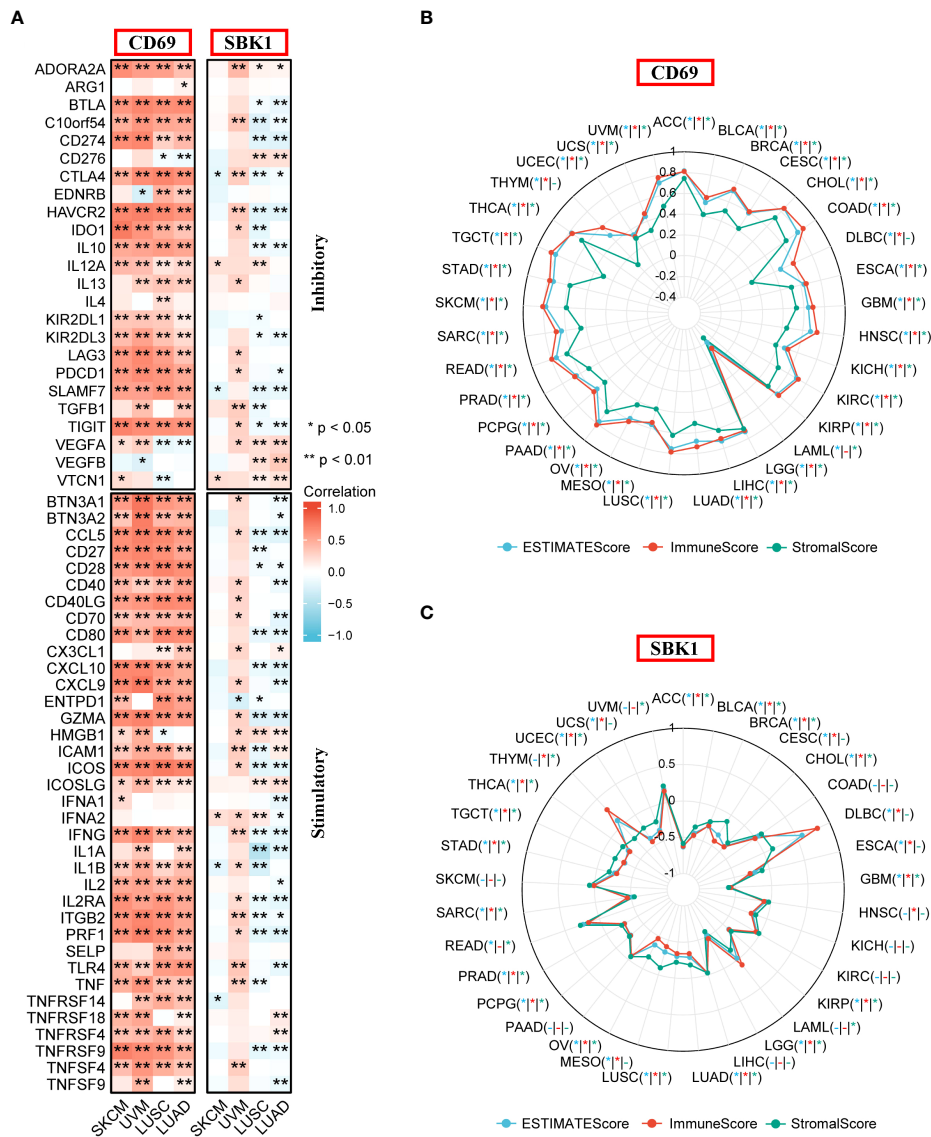 A
CD69 SBK1
ADORA2A
ARG1
BTLA
C10orf54
CD274
CD276
CTLA4
EDNRB
HAVCR2
IDO1
IL10
IL12A
IL13
IL4
KIR2DL1
KIR2DL3
LAG3
PDCD1
SLAMF7
TGFB1
TIGIT
VEGFA
VEGFB
VTCN1
Inhibitory
* p < 0.05
** p < 0.01
Correlation
1.0
0.5
0.0
−0.5
−1.0
BTN3A1
BTN3A2
CCL5
CD27
CD28
CD40
CD40LG
CD70
CD80
CX3CL1
CXCL10
CXCL9
ENTPD1
GZMA
HMGB1
ICAM1
ICOS
ICOSLG
IFNA1
IFNA2
IFNG
IL1A
IL1B
IL2
IL2RA
ITGB2
PRF1
SELP
TLR4
TNF
TNFRSF14
TNFRSF18
TNFRSF4
TNFRSF9
TNFSF4
TNFSF9
Stimulatory
SKCM UVM LUSC LUAD SKCM UVM LUSC LUAD
B
CD69
ACC(*|*|*)
BLCA(*|*|*)
BRCA(*|*|*)
CESC(*|*|*)
CHOL(*|*|*)
COAD(*|*|*)
DLBC(*|*|-)
ESCA(*|*|*)
GBM(*|*|*)
HNSC(*|*|*)
KICH(*|*|*)
KIRC(*|*|*)
KIRP(*|*|*)
LAML(*|-|*)
LGG(*|*|*)
LIHC(*|*|*)
LUAD(*|*|*)
LUSC(*|*|*)
MESO(*|*|*)
OV(*|*|*)
PAAD(*|*|*)
PCPG(*|*|*)
PRAD(*|*|*)
READ(*|*|*)
SARC(*|*|*)
SKCM(*|*|*)
STAD(*|*|*)
TGCT(*|*|*)
THCA(*|*|*)
THYM(*|*|-)
UCEC(*|*|*)
UCS(*|*|*)
UVM(*|*|*)
1
0.8
0.6
0.4
0.2
0
-0.2
-0.4
ESTIMATEScore ImmuneScore StromalScore
C
SBK1
ACC(*|*|*)
BLCA(*|*|*)
BRCA(*|*|*)
CESC(*|*|-)
CHOL(*|*|*)
COAD(-|-|-)
DLBC(*|*|-)
ESCA(*|*|-)
GBM(*|*|*)
HNSC(-|*|-)
KICH(-|-|-)
KIRC(-|-|-)
KIRP(*|*|*)
LAML(-|-|*)
LGG(*|*|*)
LIHC(-|-|-)
LUAD(*|*|*)
LUSC(*|*|*)
MESO(*|*|-)
OV(*|*|*)
PAAD(-|-|-)
PCPG(*|*|*)
PRAD(*|*|*)
READ(*|-|*)
SARC(*|*|*)
SKCM(-|-|-)
STAD(*|*|*)
TGCT(*|*|*)
THCA(*|*|*)
THYM(-|*|*)
UCEC(*|*|*)
UCS(*|*|-)
UVM(-|-|*)
1
0.5
0
-0.5
-1
ESTIMATEScore ImmuneScore StromalScore